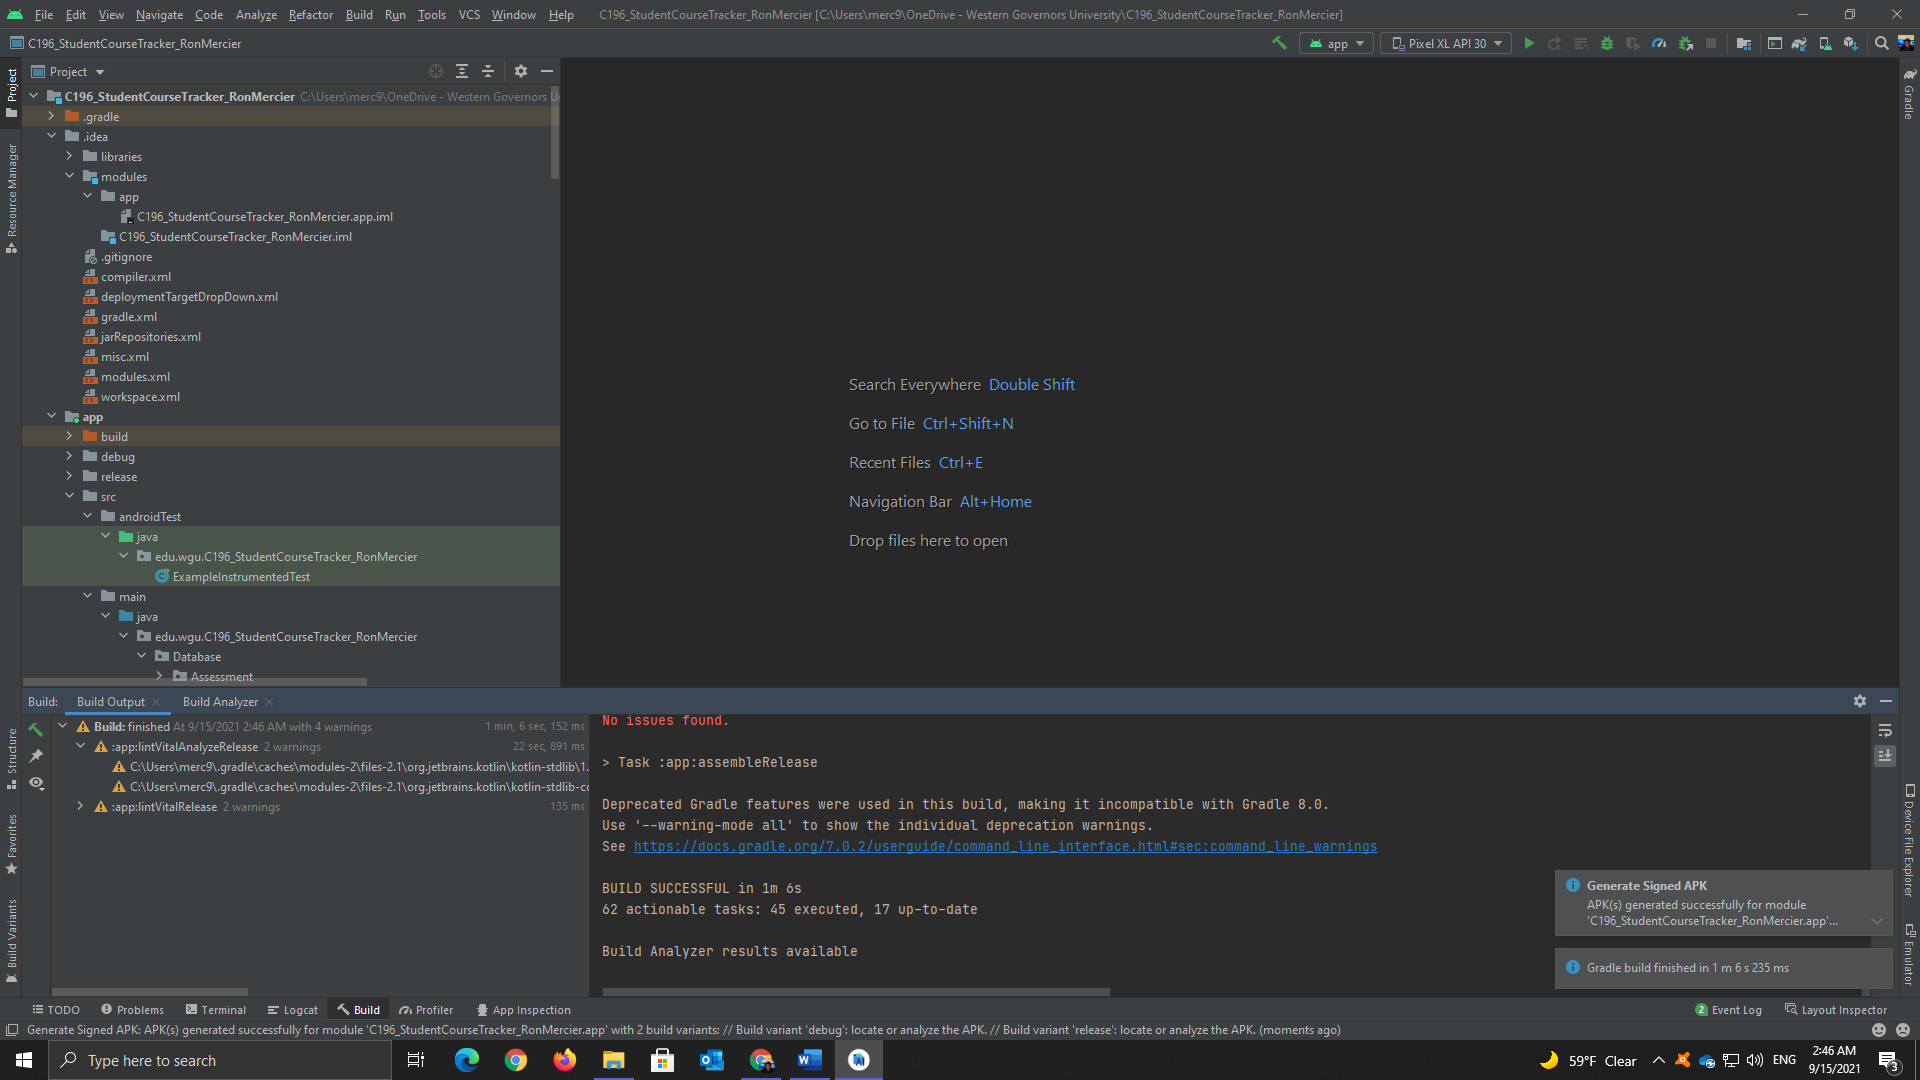 File Edit View Navigate Code Analyze Refactor Build Run Tools VCS Window Help C196_StudentCourseTracker_RonMercier [C:\Users\merc9\OneDrive - Western Governors University\C196_StudentCourseTracker_RonMercier]
C196_StudentCourseTracker_RonMercier
app
Pixel XL API 30
Project
Project
C196_StudentCourseTracker_RonMercier C:\Users\merc9\OneDrive - Western Governors U
.gradle
.idea
libraries
modules
app
C196_StudentCourseTracker_RonMercier.app.iml
C196_StudentCourseTracker_RonMercier.iml
.gitignore
compiler.xml
deploymentTargetDropDown.xml
gradle.xml
jarRepositories.xml
misc.xml
modules.xml
workspace.xml
app
build
debug
release
src
androidTest
java
edu.wgu.C196_StudentCourseTracker_RonMercier
ExampleInstrumentedTest
main
java
edu.wgu.C196_StudentCourseTracker_RonMercier
Database
Assessment
Resource Manager
Structure
Favorites
Build Variants
Search Everywhere Double Shift
Go to File Ctrl+Shift+N
Recent Files Ctrl+E
Navigation Bar Alt+Home
Drop files here to open
Gradle
Device File Explorer
Emulator
Build: Build Output Build Analyzer
Build: finished At 9/15/2021 2:46 AM with 4 warnings 1 min, 6 sec, 152 ms
:app:lintVitalAnalyzeRelease 2 warnings 22 sec, 891 ms
C:\Users\merc9\.gradle\caches\modules-2\files-2.1\org.jetbrains.kotlin\kotlin-stdlib\1.
C:\Users\merc9\.gradle\caches\modules-2\files-2.1\org.jetbrains.kotlin\kotlin-stdlib-co
:app:lintVitalRelease 2 warnings 135 ms
No issues found.
> Task :app:assembleRelease
Deprecated Gradle features were used in this build, making it incompatible with Gradle 8.0.
Use '--warning-mode all' to show the individual deprecation warnings.
See https://docs.gradle.org/7.0.2/userguide/command_line_interface.html#sec:command_line_warnings
BUILD SUCCESSFUL in 1m 6s
62 actionable tasks: 45 executed, 17 up-to-date
Build Analyzer results available
Generate Signed APK
APK(s) generated successfully for module
'C196_StudentCourseTracker_RonMercier.app'...
Gradle build finished in 1 m 6 s 235 ms
TODO Problems Terminal Logcat Build Profiler App Inspection 2 Event Log Layout Inspector
Generate Signed APK: APK(s) generated successfully for module 'C196_StudentCourseTracker_RonMercier.app' with 2 build variants: // Build variant 'debug': locate or analyze the APK. // Build variant 'release': locate or analyze the APK. (moments ago)
Type here to search
59°F Clear
ENG
2:46 AM
9/15/2021
3